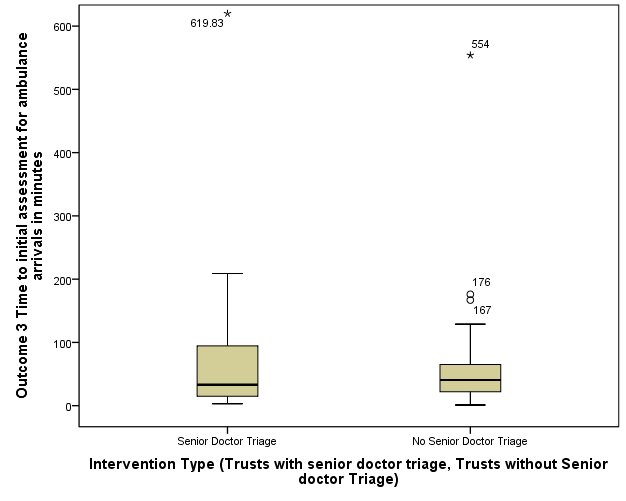 Outcome 3 Time to initial assessment for ambulance
arrivals in minutes
600
500
400
300
200
100
0
619.83
554
176
167
Senior Doctor Triage
No Senior Doctor Triage
Intervention Type (Trusts with senior doctor triage, Trusts without Senior
doctor Triage)